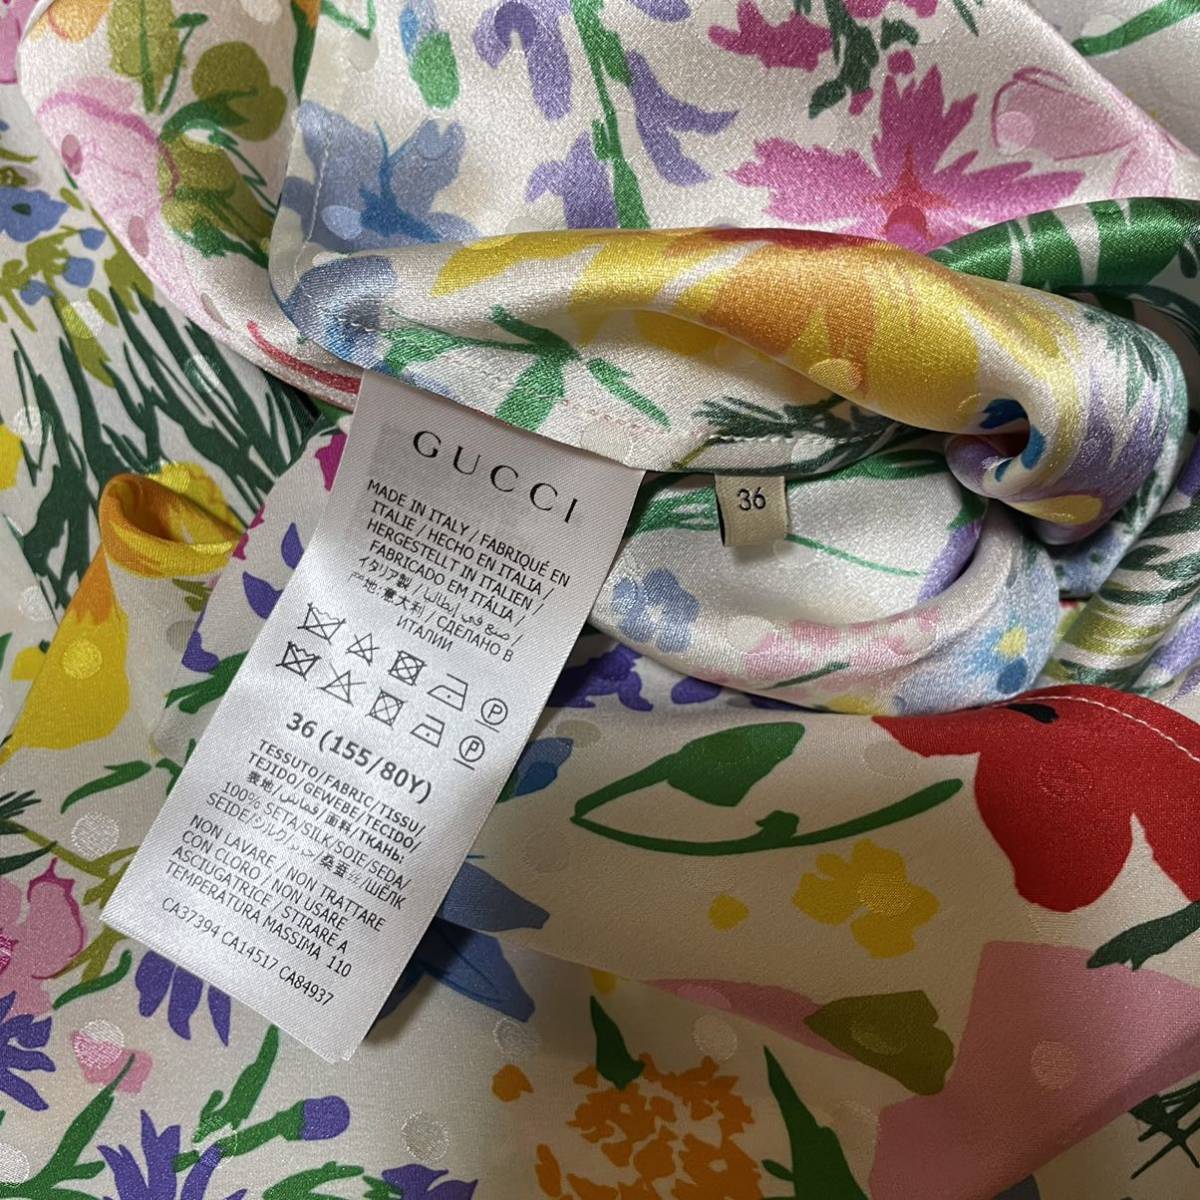 GUCCI
MADE IN ITALY / FABRIQUÉ EN
ITALIE / HECHO EN ITALIA /
HERGESTELLT IN ITALIEN /
FABRICADO EM ITÁLIA /
イタリア製 / صنع في إيطاليا /
产地:意大利 / СДЕЛАНО В
ИТАЛИИ
P
P
36 (155/80Y)
TESSUTO/FABRIC/TISSU/
TEJIDO/GEWEBE/TECIDO/
表地/قماش/面料/ТКАНЬ:
100% SETA/SILK/SOIE/SEDA/
SEIDE/シルク/حرير/桑蚕丝/ШЁЛК
NON LAVARE / NON TRATTARE
CON CLORO / NON USARE
ASCIUGATRICE / STIRARE A
TEMPERATURA MASSIMA 110
CA37394 CA14517 CA84937
36